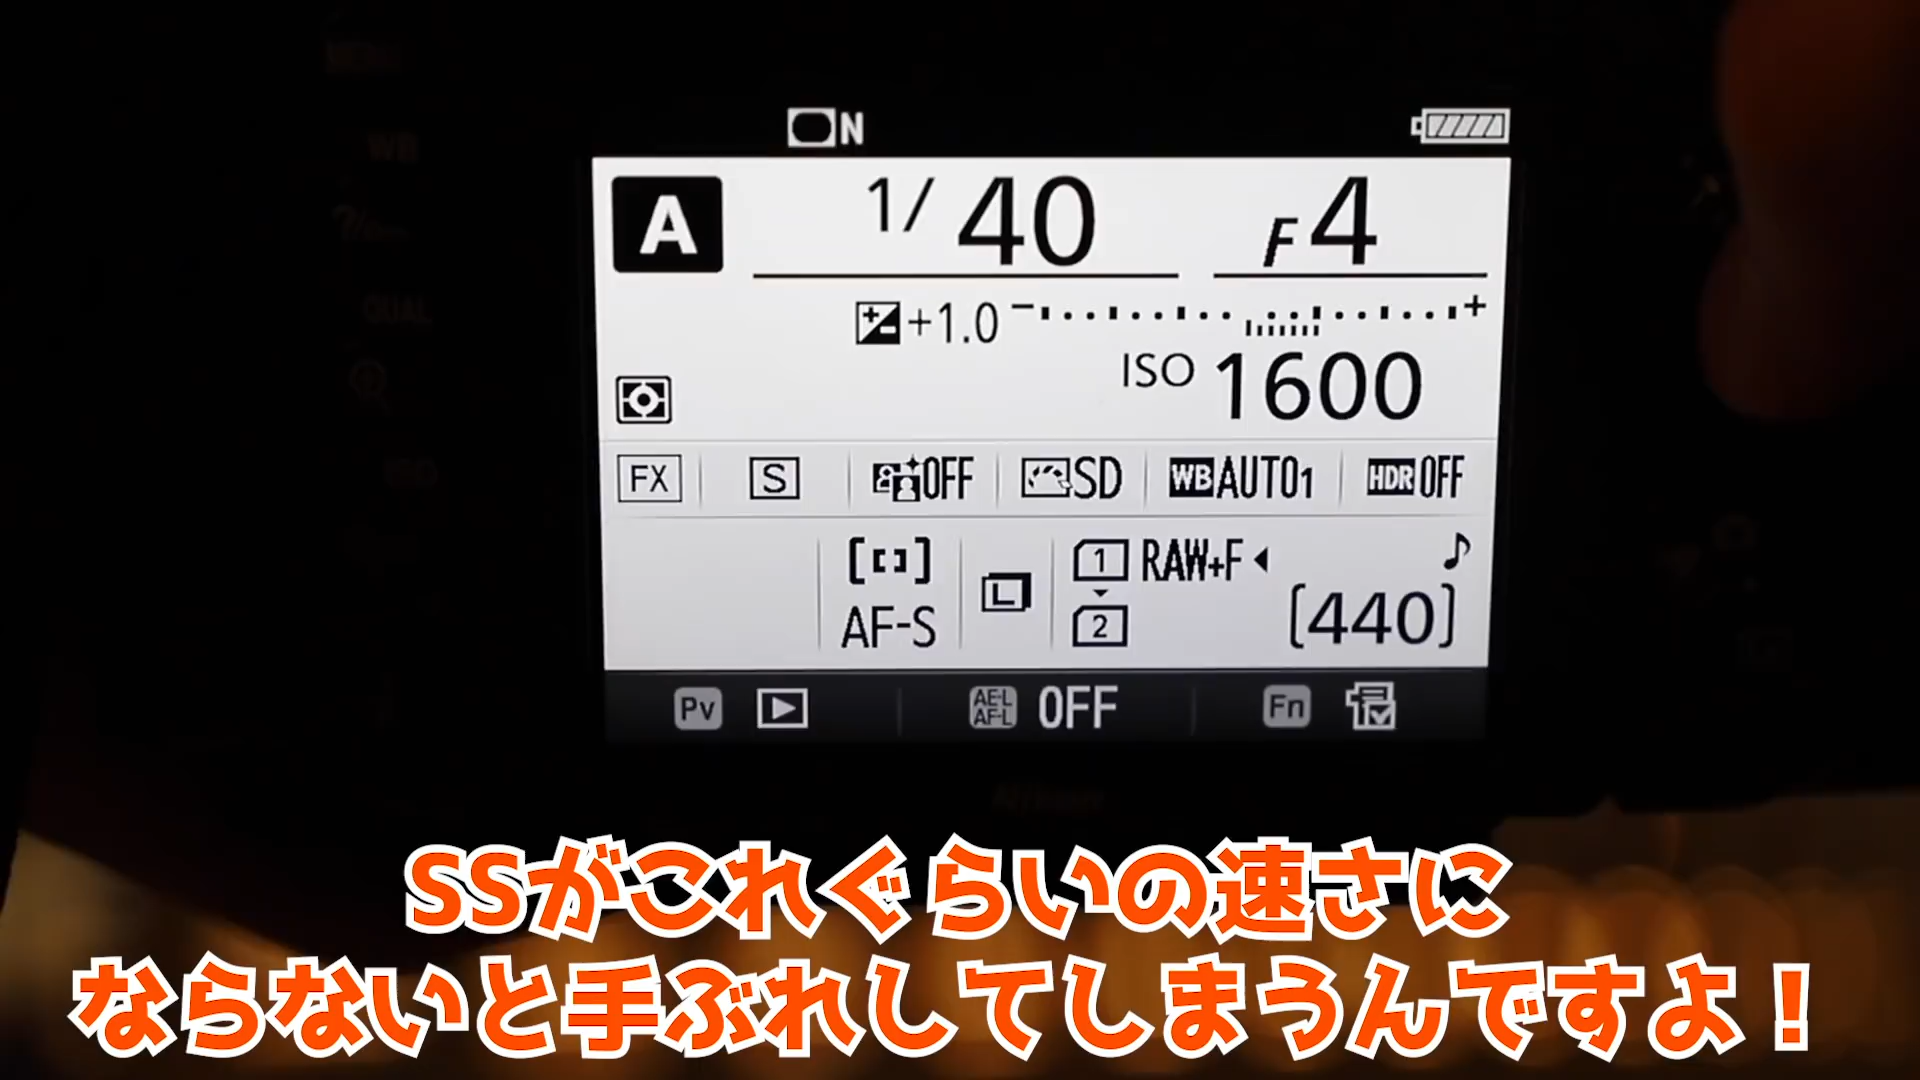 N
A 1/40 F4
+1.0 − +
ISO 1600
FX S OFF SD WB AUTO1 HDR OFF
1 RAW+F
AF-S L 2 [440]
Pv AE-L AF-L OFF Fn
SSがこれぐらいの速さに
ならないと手ぶれしてしまうんですよ！